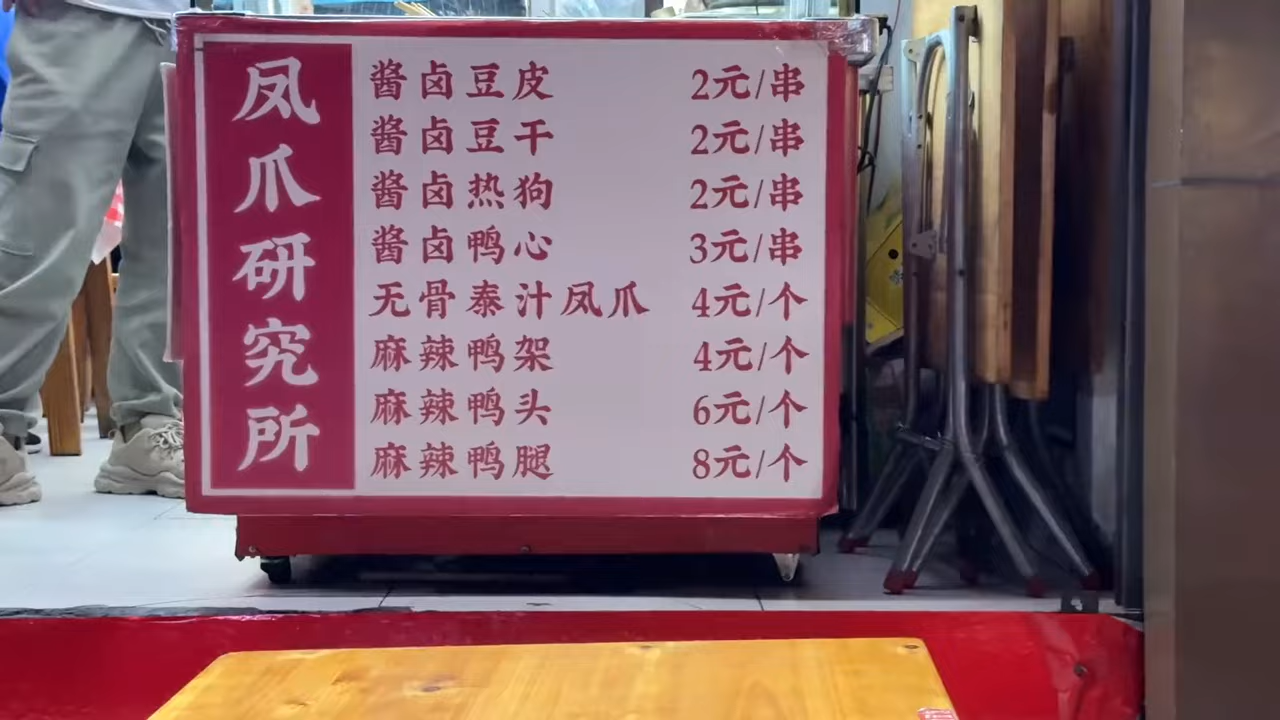 凤爪研究所
酱卤豆皮 2元/串
酱卤豆干 2元/串
酱卤热狗 2元/串
酱卤鸭心 3元/串
无骨泰汁凤爪 4元/个
麻辣鸭架 4元/个
麻辣鸭头 6元/个
麻辣鸭腿 8元/个